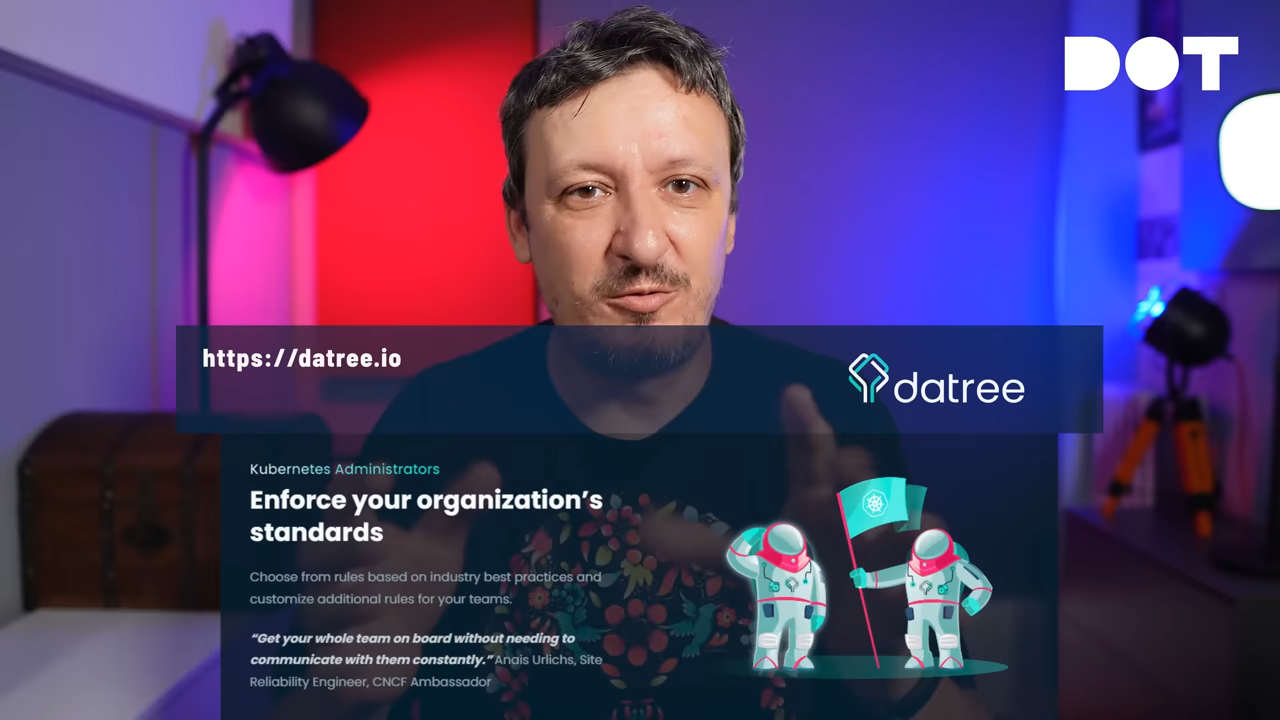 DOT
https://datree.io
datree
Kubernetes Administrators
Enforce your organization's
standards
Choose from rules based on industry best practices and
customize additional rules for your teams.
"Get your whole team on board without needing to
communicate with them constantly." Anais Urlichs, Site
Reliability Engineer, CNCF Ambassador